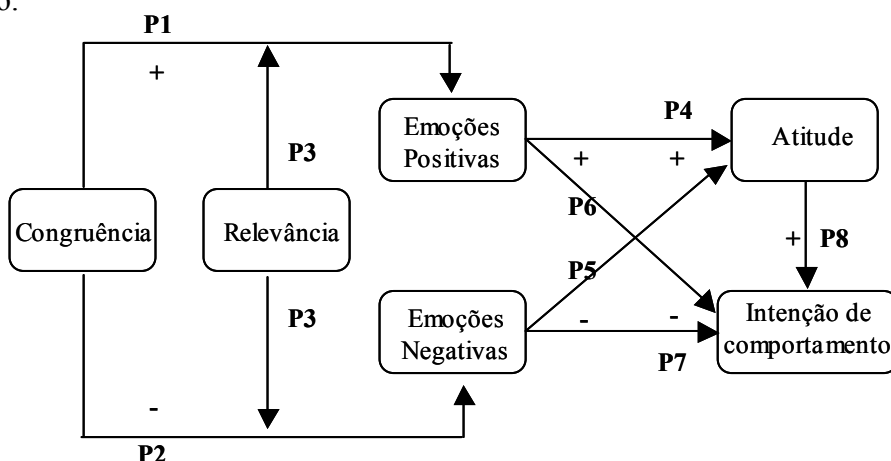 o.
P1
+
P4
Emoções
Positivas
Atitude
+
+
P3
P6
Congruência
Relevância
+
P8
P5
P3
Emoções
Negativas
-
-
Intenção de
comportamento
P7
-
P2